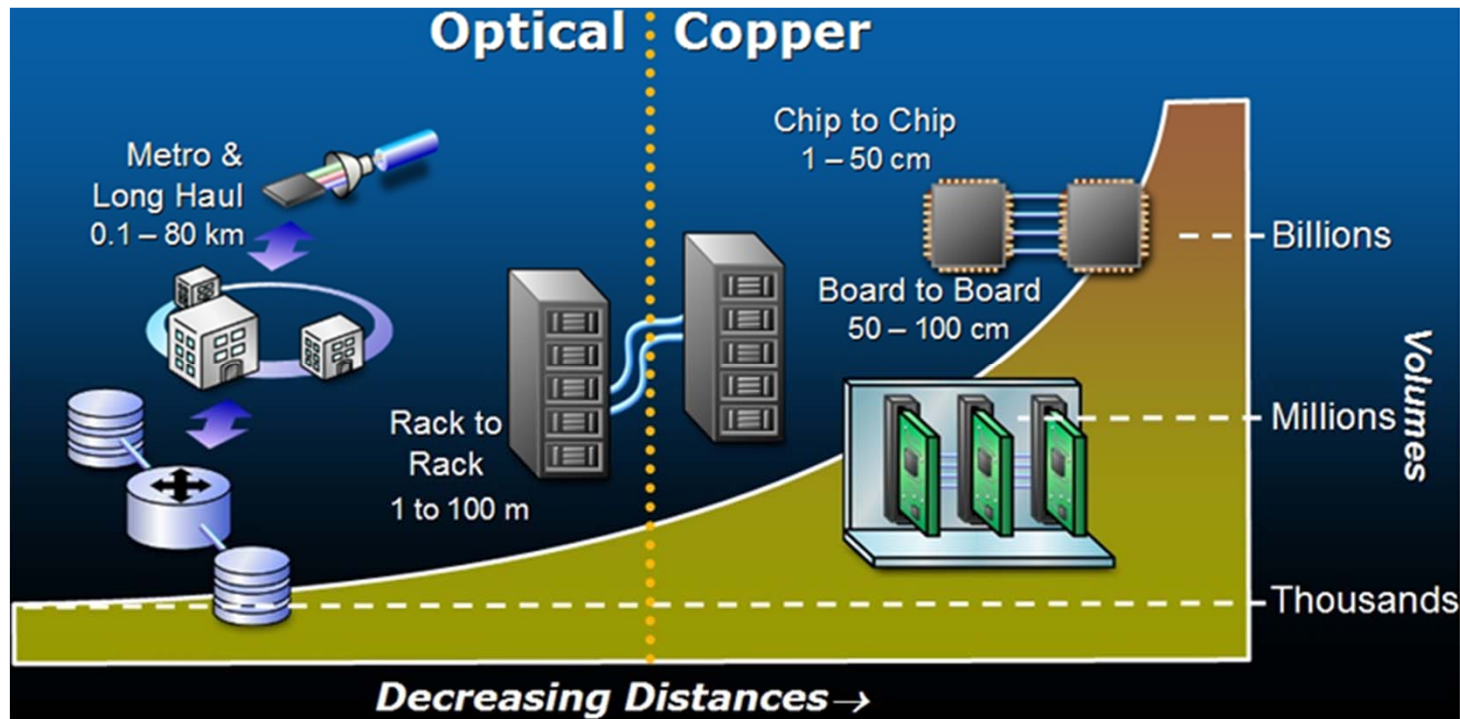 Optical
Copper
Metro &
Long Haul
0.1 – 80 km
Chip to Chip
1 – 50 cm
Billions
Board to Board
50 – 100 cm
Rack to
Rack
1 to 100 m
Millions
Volumes
Thousands
Decreasing Distances→